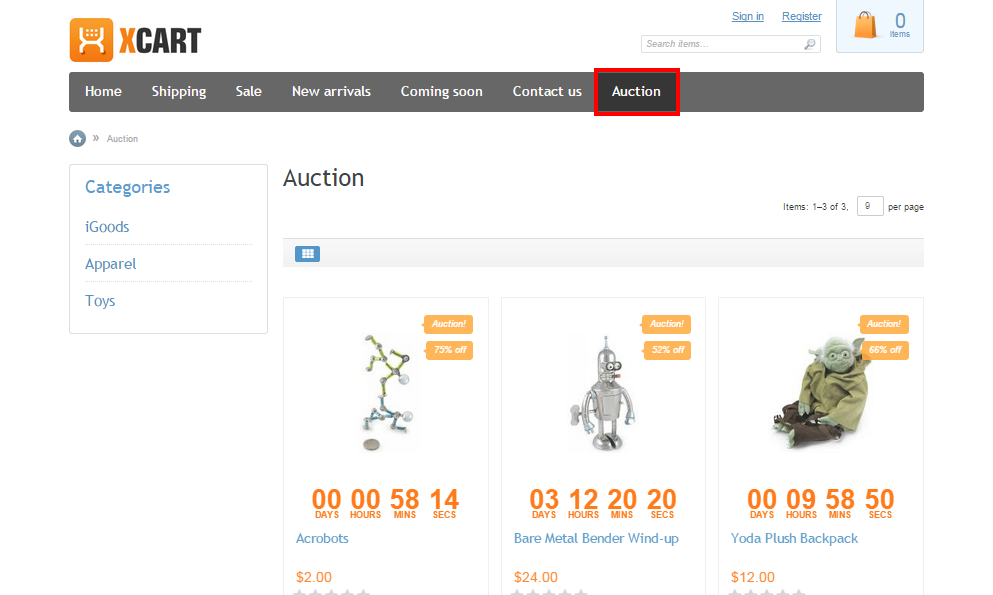 Sign in Register
0
Items
XCART
Search items...
Home Shipping Sale New arrivals Coming soon Contact us Auction
» Auction
Categories
iGoods
Apparel
Toys
Auction
Items: 1–3 of 3, 9 per page
Auction!
75% off
00 00 58 14
DAYS HOURS MINS SECS
Acrobots
$2.00
Auction!
52% off
03 12 20 20
DAYS HOURS MINS SECS
Bare Metal Bender Wind-up
$24.00
Auction!
66% off
00 09 58 50
DAYS HOURS MINS SECS
Yoda Plush Backpack
$12.00